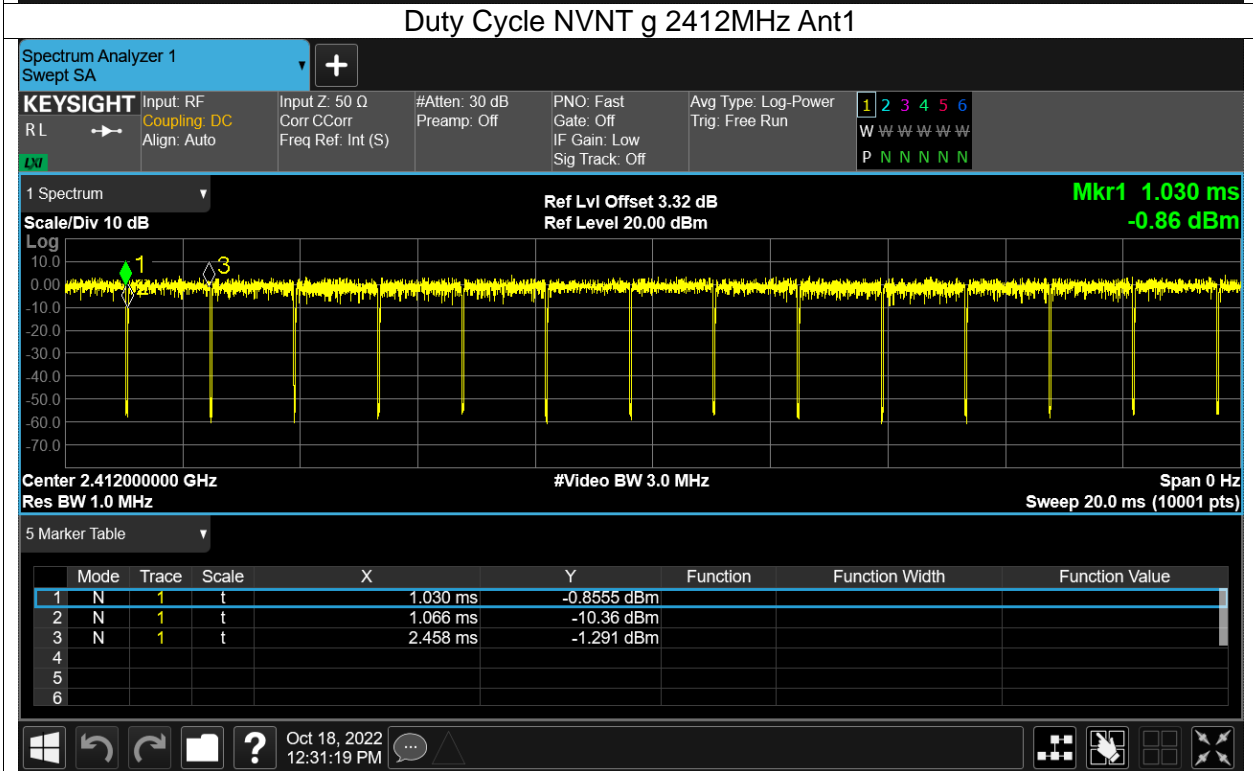 Duty Cycle NVNT g 2412MHz Ant1
Spectrum Analyzer 1
Swept SA
+
KEYSIGHT Input: RF Input Z: 50 Ω #Atten: 30 dB PNO: Fast Avg Type: Log-Power 1 2 3 4 5 6
R L Coupling: DC Corr CCorr Preamp: Off Gate: Off Trig: Free Run W W W W W W
Align: Auto Freq Ref: Int (S) IF Gain: Low
LXI Sig Track: Off P N N N N N
1 Spectrum Ref Lvl Offset 3.32 dB Mkr1 1.030 ms
Scale/Div 10 dB Ref Level 20.00 dBm -0.86 dBm
Log
10.0
1 3
0.00
2
-10.0
-20.0
-30.0
-40.0
-50.0
-60.0
-70.0
Center 2.412000000 GHz #Video BW 3.0 MHz Span 0 Hz
Res BW 1.0 MHz Sweep 20.0 ms (10001 pts)
5 Marker Table
Mode Trace Scale X Y Function Function Width Function Value
1 N 1 t 1.030 ms -0.8555 dBm
2 N 1 t 1.066 ms -10.36 dBm
3 N 1 t 2.458 ms -1.291 dBm
4
5
6
? Oct 18, 2022
12:31:19 PM